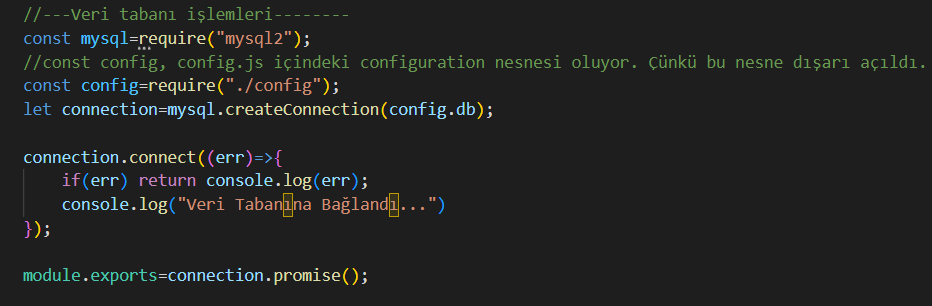 //---Veri tabanı işlemleri--------
const mysql=require("mysql2");
//const config, config.js içindeki configuration nesnesi oluyor. Çünkü bu nesne dışarı açıldı.
const config=require("./config");
let connection=mysql.createConnection(config.db);
connection.connect((err)=>{
if(err) return console.log(err);
console.log("Veri Tabanına Bağlandı...")
});
module.exports=connection.promise();